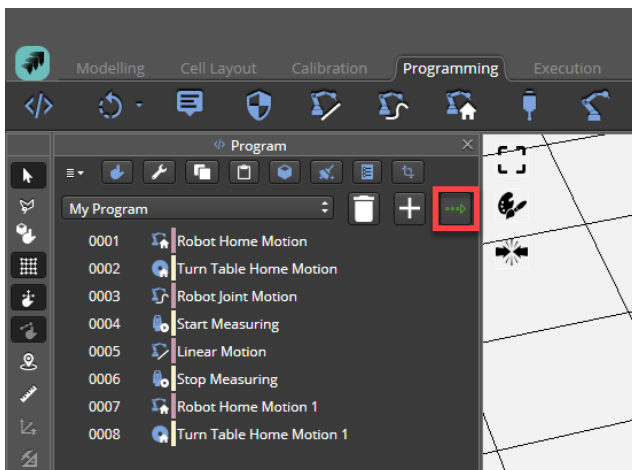 Modelling Cell Layout Calibration Programming Execution
Program
My Program
0001 Robot Home Motion
0002 Turn Table Home Motion
0003 Robot Joint Motion
0004 Start Measuring
0005 Linear Motion
0006 Stop Measuring
0007 Robot Home Motion 1
0008 Turn Table Home Motion 1